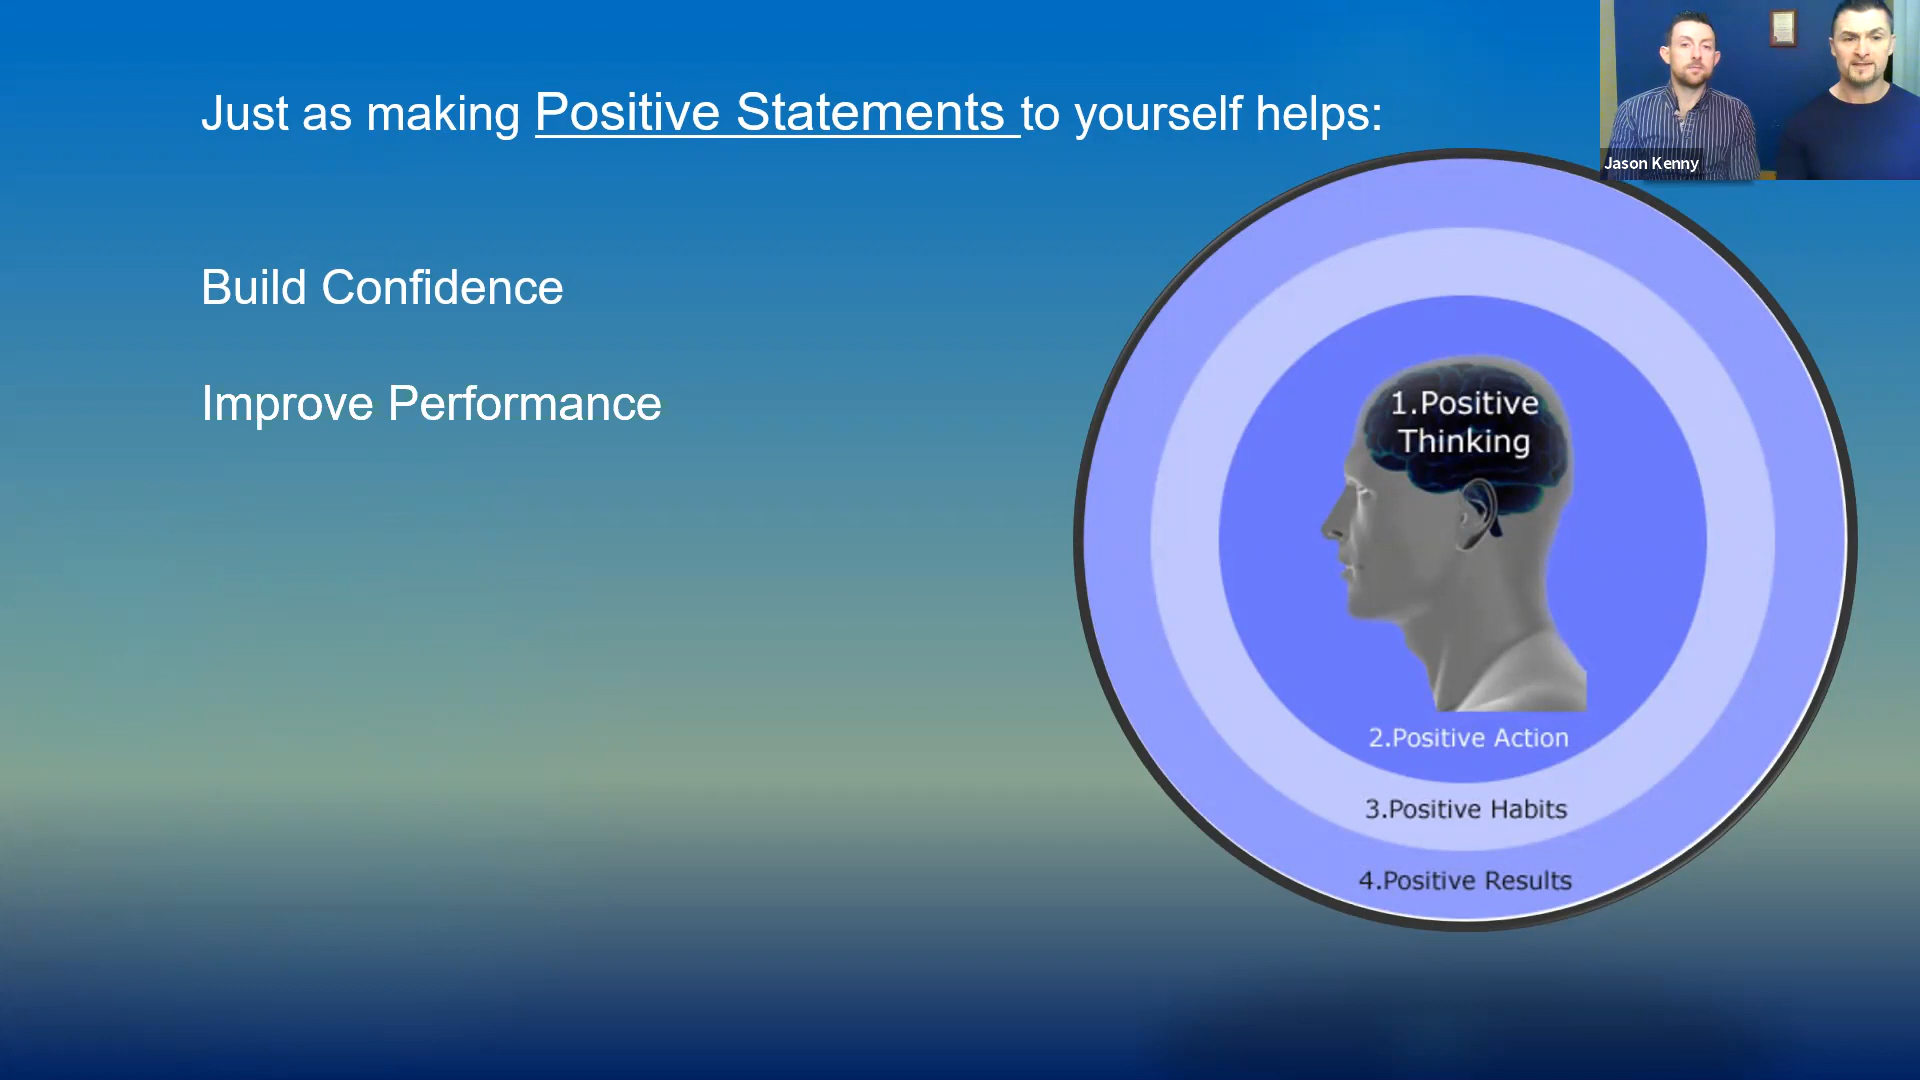 Just as making Positive Statements to yourself helps:
Jason Kenny
Build Confidence
Improve Performance
1.Positive
Thinking
2.Positive Action
3.Positive Habits
4.Positive Results